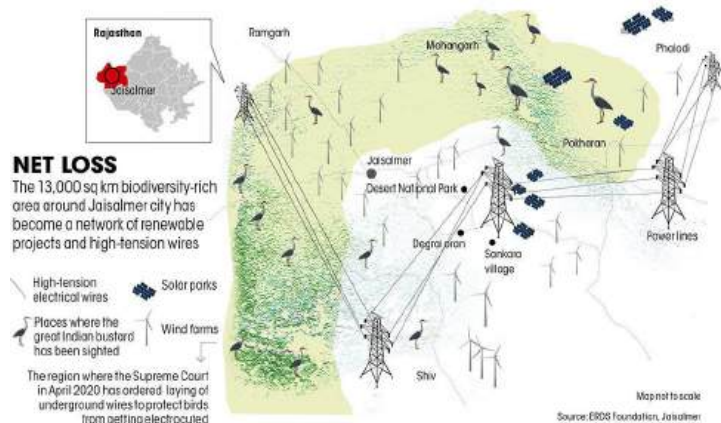 Rajasthan
Jaisalmer
Ramgarh
Mohangarh
Phalodi
Pokharan
NET LOSS
The 13,000 sq km biodiversity-rich
area around Jaisalmer city has
become a network of renewable
projects and high-tension wires
Jaisalmer
Desert National Park
Degrai oran
Sankara
village
Power lines
Shiv
High-tension
electrical wires
Solar parks
Places where the
great Indian bustard
has been sighted
Wind farms
The region where the Supreme Court
in April 2020 has ordered laying of
underground wires to protect birds
from getting electrocuted
Map not to scale
Source: ERDS Foundation, Jaisalmer